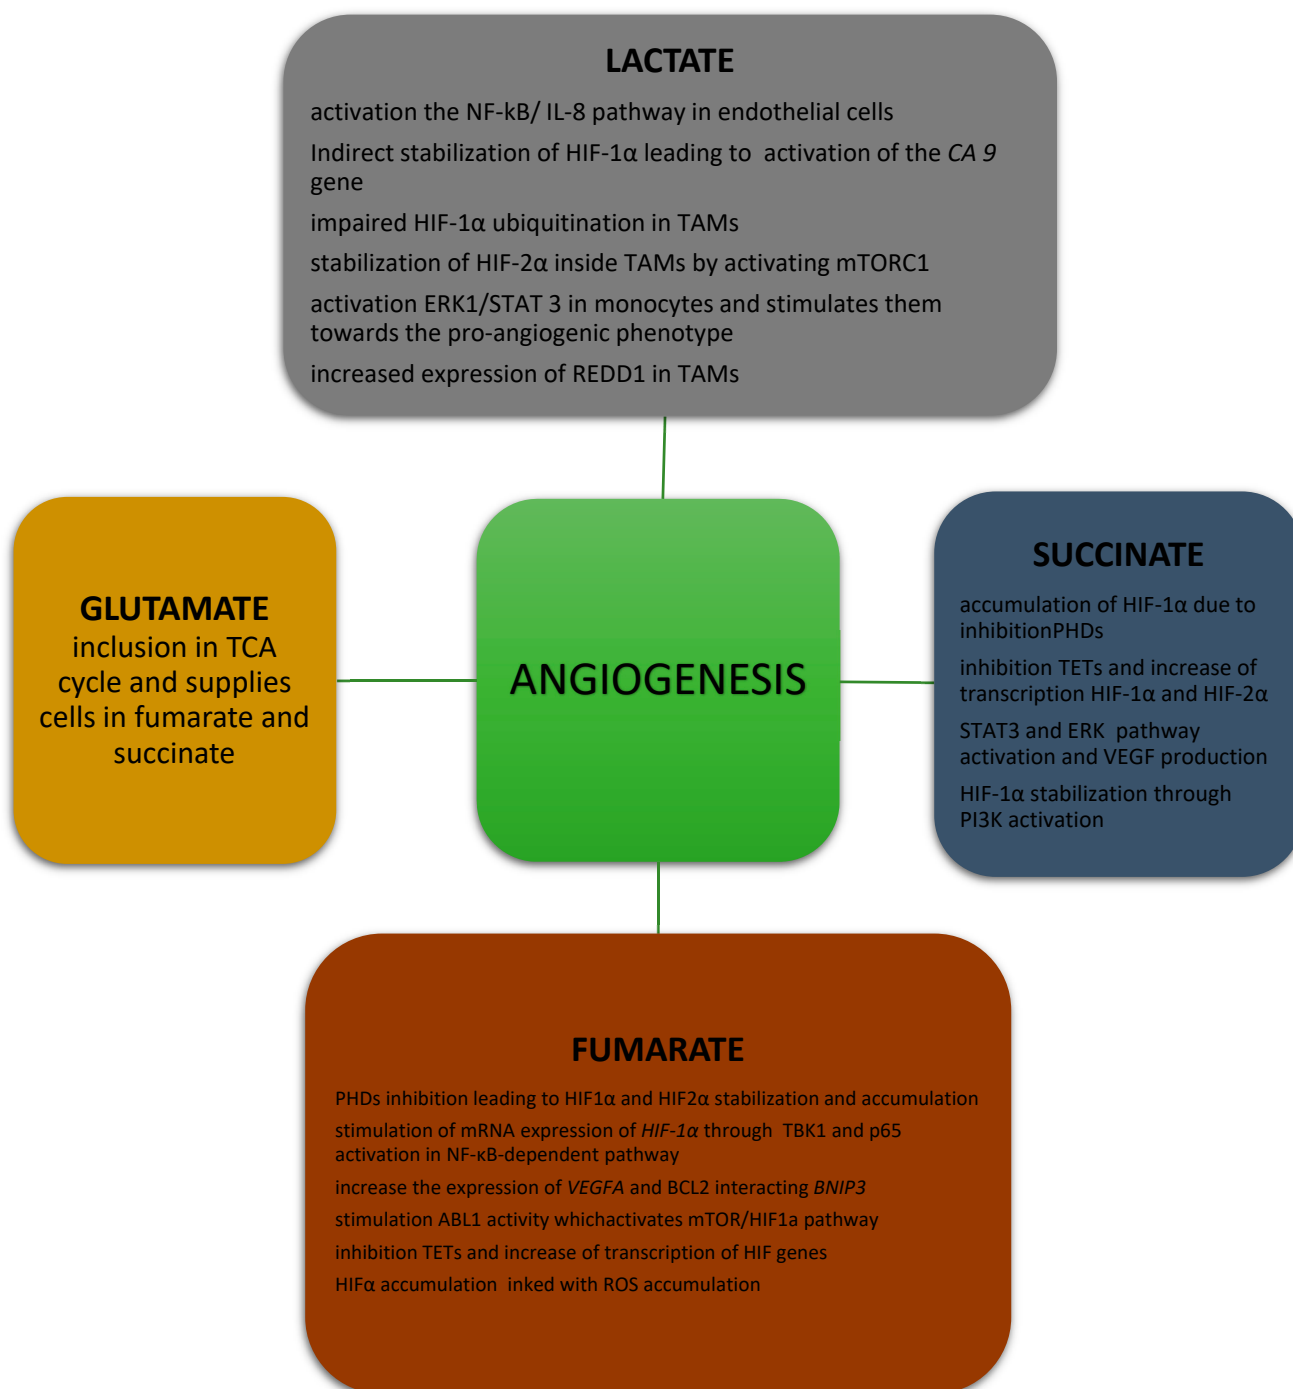 LACTATE
activation the NF-kB/ IL-8 pathway in endothelial cells
Indirect stabilization of HIF-1α leading to  activation of the CA 9
gene
impaired HIF-1α ubiquitination in TAMs
stabilization of HIF-2α inside TAMs by activating mTORC1
activation ERK1/STAT 3 in monocytes and stimulates them
towards the pro-angiogenic phenotype
increased expression of REDD1 in TAMs
GLUTAMATE
inclusion in TCA
cycle and supplies
cells in fumarate and
succinate
ANGIOGENESIS
SUCCINATE
accumulation of HIF-1α due to
inhibitionPHDs
inhibition TETs and increase of
transcription HIF-1α and HIF-2α
STAT3 and ERK  pathway
activation and VEGF production
HIF-1α stabilization through
PI3K activation
FUMARATE
PHDs inhibition leading to HIF1α and HIF2α stabilization and accumulation
stimulation of mRNA expression of HIF-1α through  TBK1 and p65
activation in NF-κB-dependent pathway
increase the expression of VEGFA and BCL2 interacting BNIP3
stimulation ABL1 activity whichactivates mTOR/HIF1a pathway
inhibition TETs and increase of transcription of HIF genes
HIFα accumulation  inked with ROS accumulation